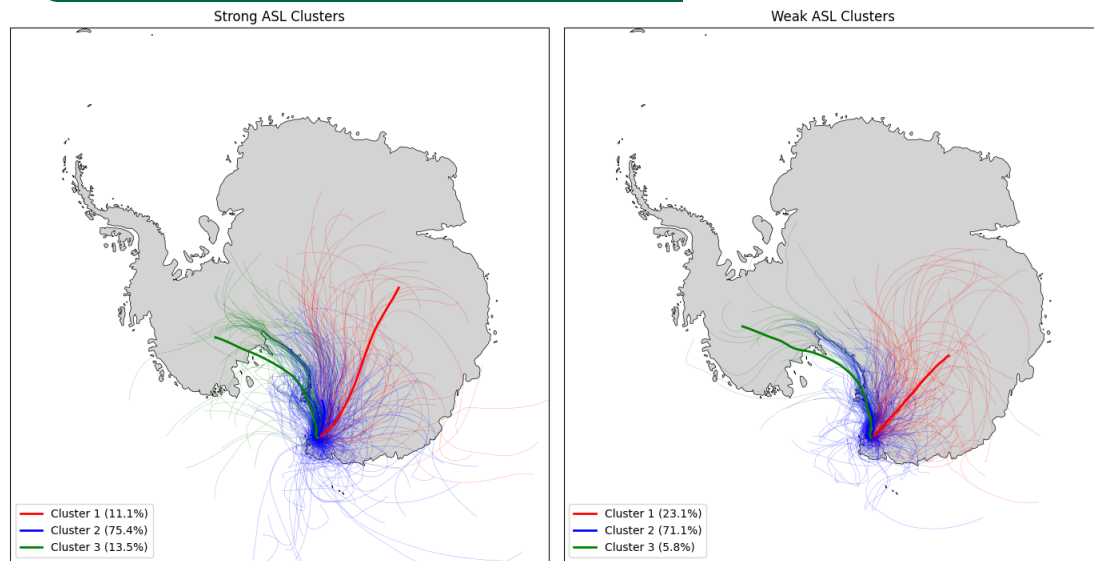 Strong ASL Clusters
Weak ASL Clusters
Cluster 1 (11.1%)
Cluster 2 (75.4%)
Cluster 3 (13.5%)
Cluster 1 (23.1%)
Cluster 2 (71.1%)
Cluster 3 (5.8%)